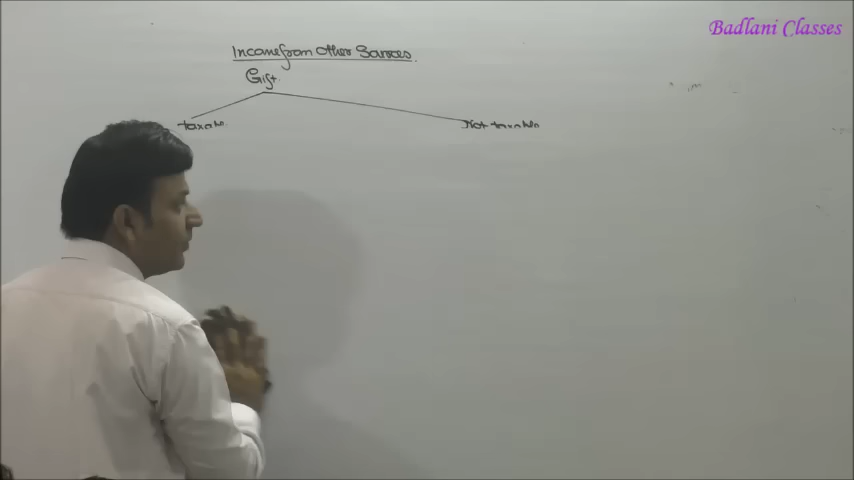 Badlani Classes
Income from Other Sources.
Gift.
taxable
Not taxable